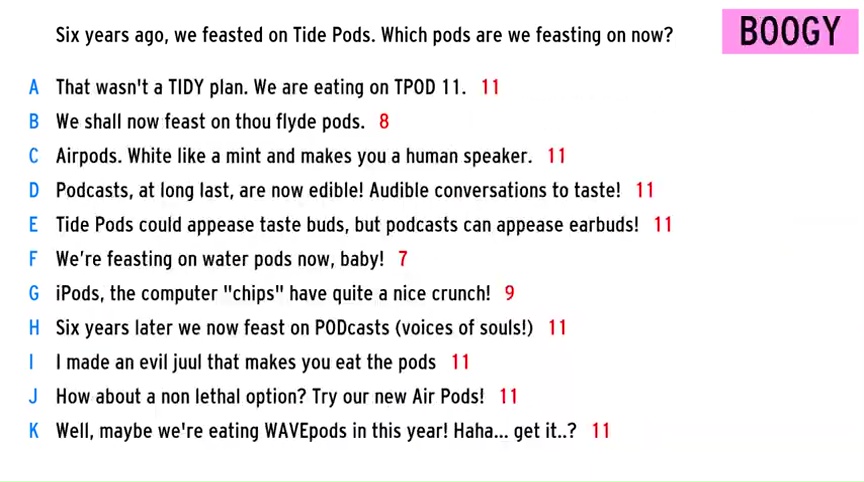 Six years ago, we feasted on Tide Pods. Which pods are we feasting on now?
BOOGY
A That wasn't a TIDY plan. We are eating on TPOD 11. 11
B We shall now feast on thou flyde pods. 8
C Airpods. White like a mint and makes you a human speaker. 11
D Podcasts, at long last, are now edible! Audible conversations to taste! 11
E Tide Pods could appease taste buds, but podcasts can appease earbuds! 11
F We're feasting on water pods now, baby! 7
G iPods, the computer "chips" have quite a nice crunch! 9
H Six years later we now feast on PODcasts (voices of souls!) 11
I I made an evil juul that makes you eat the pods 11
J How about a non lethal option? Try our new Air Pods! 11
K Well, maybe we're eating WAVEpods in this year! Haha... get it..? 11